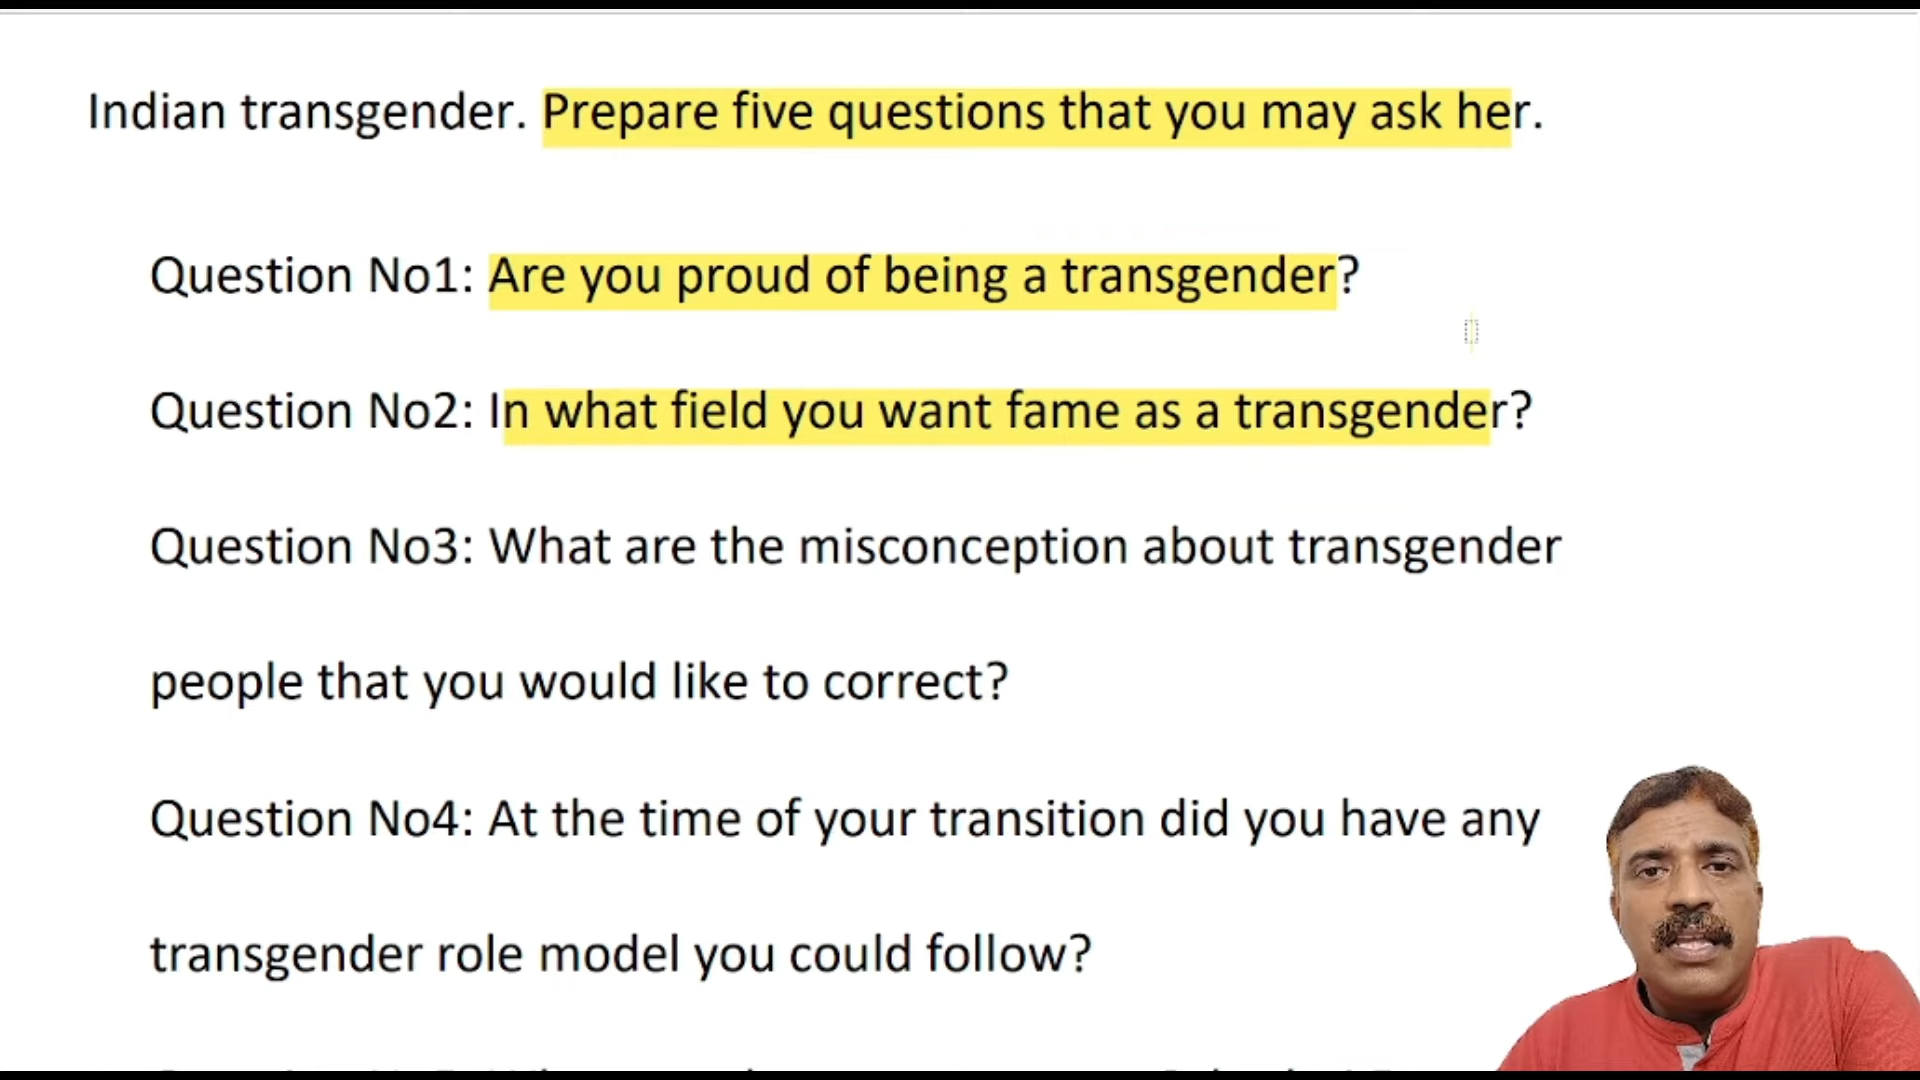 Indian transgender. Prepare five questions that you may ask her.
Question No1: Are you proud of being a transgender?
Question No2: In what field you want fame as a transgender?
Question No3: What are the misconception about transgender
people that you would like to correct?
Question No4: At the time of your transition did you have any
transgender role model you could follow?